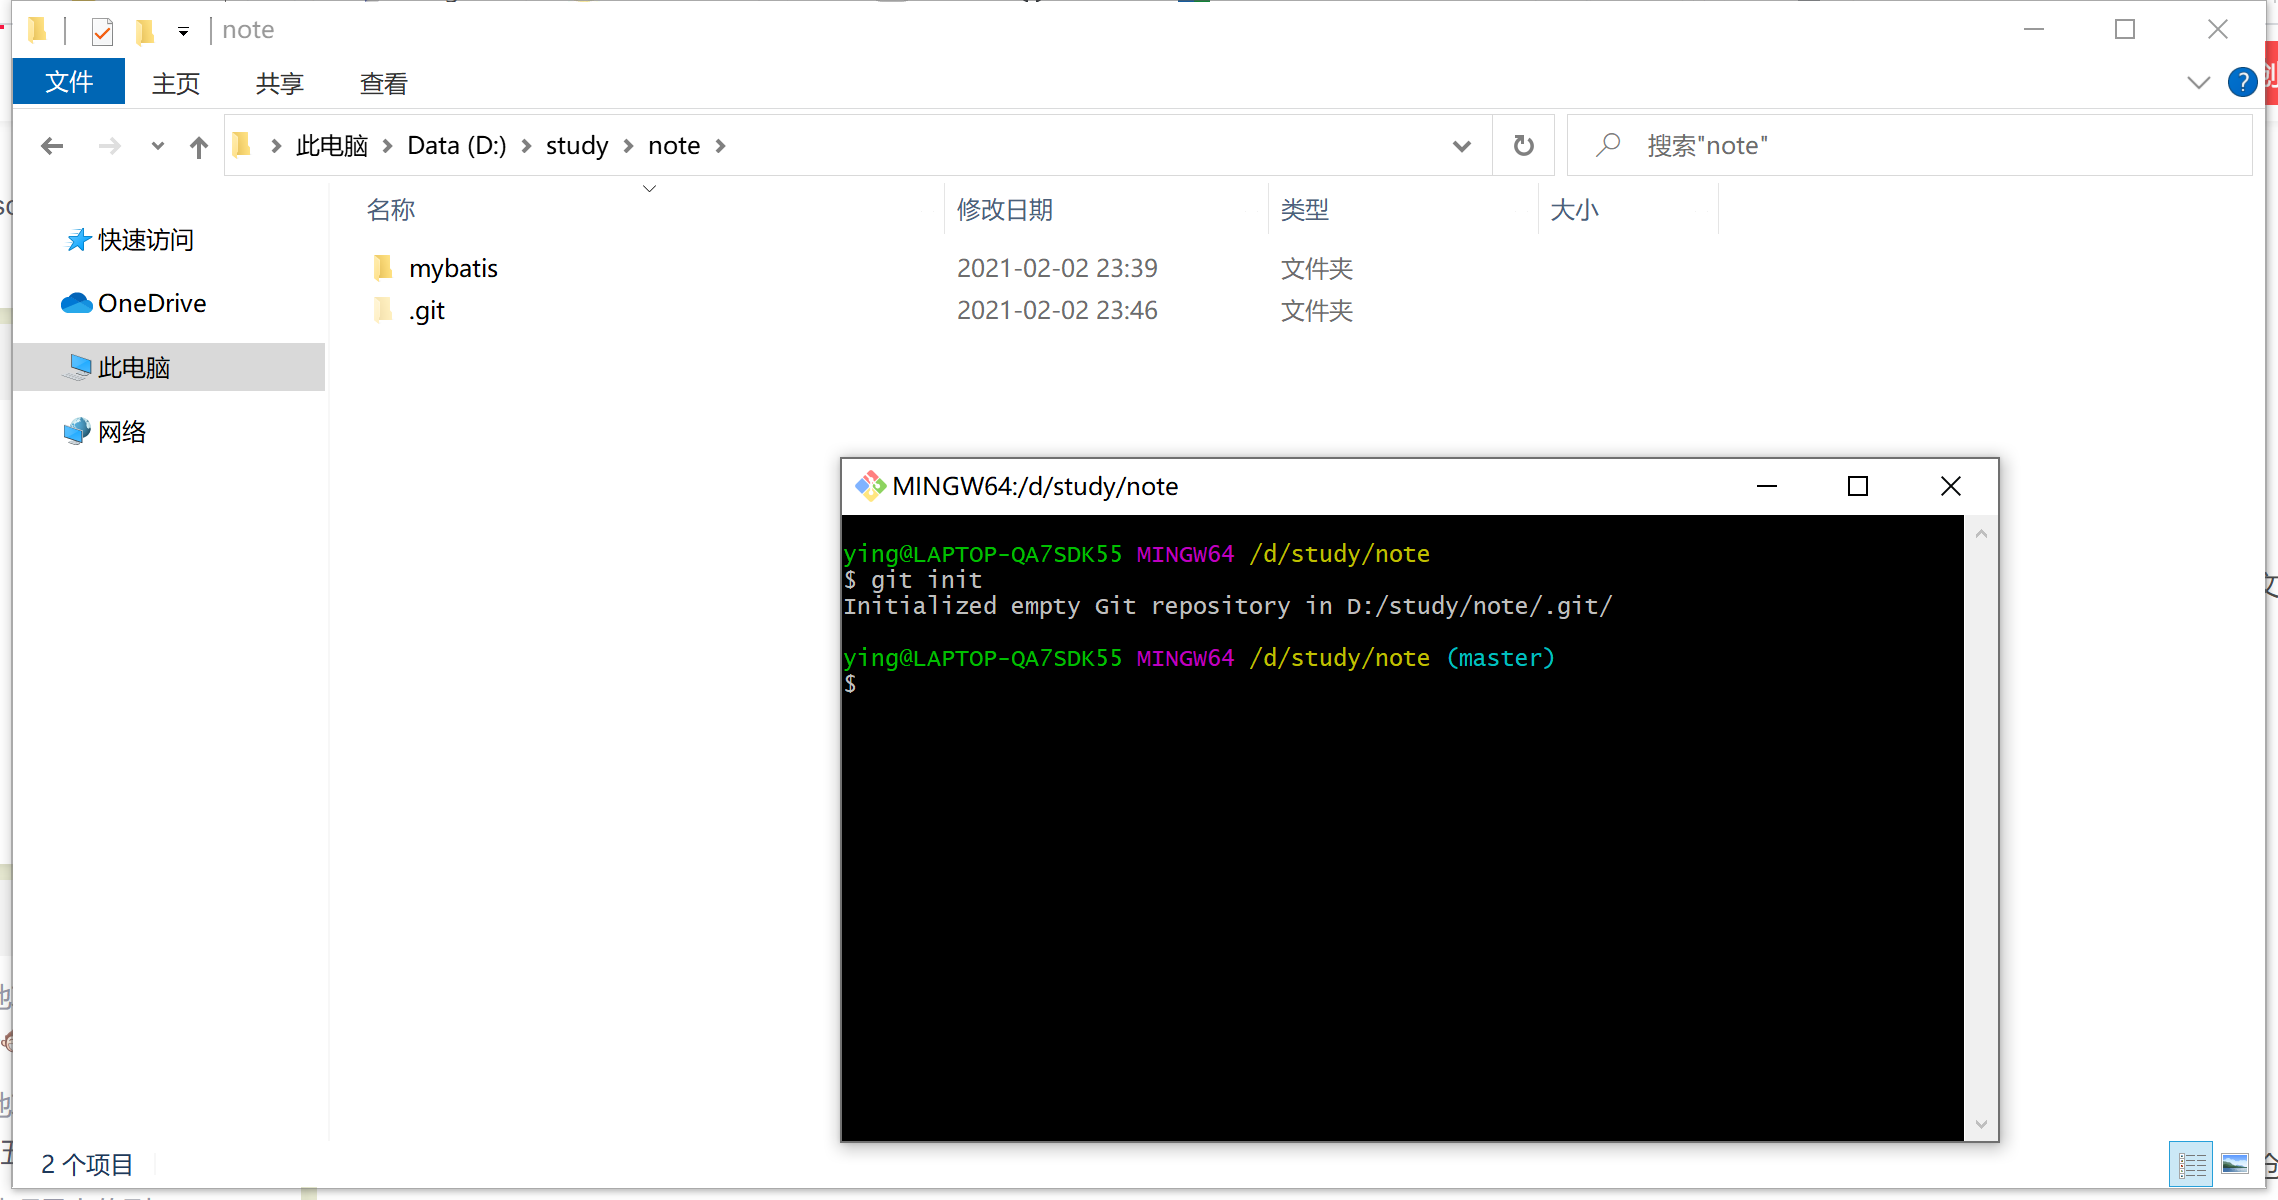 note
文件 主页 共享 查看
此电脑 Data (D:) study note 搜索"note"
名称 修改日期 类型 大小
快速访问
OneDrive
此电脑
网络
mybatis 2021-02-02 23:39 文件夹
.git 2021-02-02 23:46 文件夹
MINGW64:/d/study/note
ying@LAPTOP-QA7SDK55 MINGW64 /d/study/note
$ git init
Initialized empty Git repository in D:/study/note/.git/
ying@LAPTOP-QA7SDK55 MINGW64 /d/study/note (master)
$
2 个项目